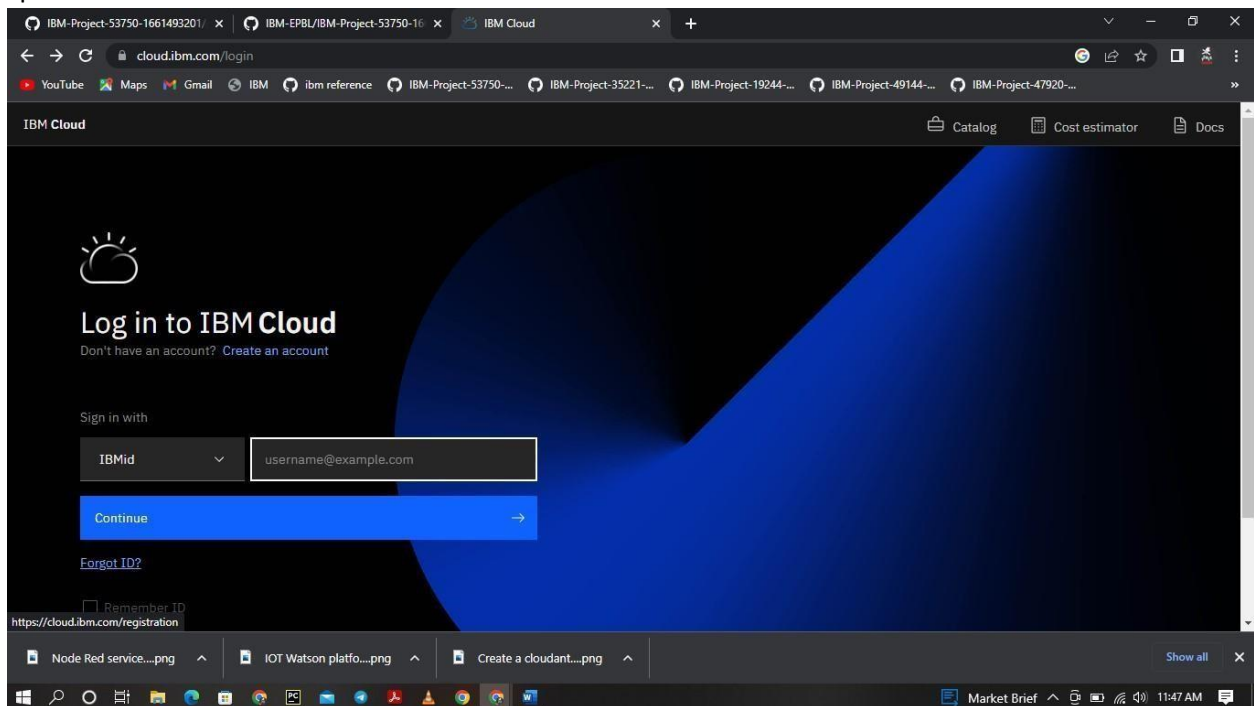 IBM-Project-53750-1661493201/
IBM-EPBL/IBM-Project-53750-16
IBM Cloud
cloud.ibm.com/login
YouTube
Maps
Gmail
IBM
ibm reference
IBM-Project-53750-...
IBM-Project-35221-...
IBM-Project-19244-...
IBM-Project-49144-...
IBM-Project-47920-...
»
IBM Cloud
Catalog
Cost estimator
Docs
Log in to IBM Cloud
Don't have an account? Create an account
Sign in with
IBMid
username@example.com
Continue
Forgot ID?
Remember ID
https://cloud.ibm.com/registration
Node Red service....png
IOT Watson platfo....png
Create a cloudant....png
Show all
Market Brief
11:47 AM